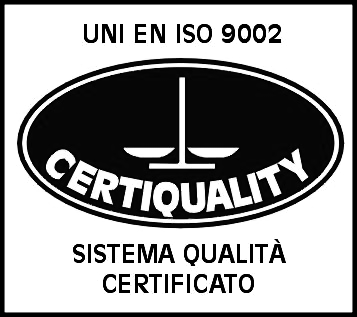 UNI EN ISO 9002
CERTIQUALITY
SISTEMA QUALITÀ
CERTIFICATO